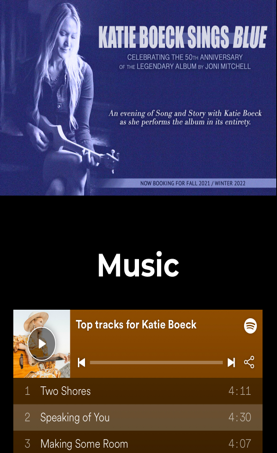 KATIE BOECK SINGS BLUE
CELEBRATING THE 50TH ANNIVERSARY
OF THE LEGENDARY ALBUM BY JONI MITCHELL
An evening of Song and Story with Katie Boeck
as she performs the album in its entirety.
NOW BOOKING FOR FALL 2021 / WINTER 2022
Music
Top tracks for Katie Boeck
1 Two Shores 4:11
2 Speaking of You 4:30
3 Making Some Room 4:07